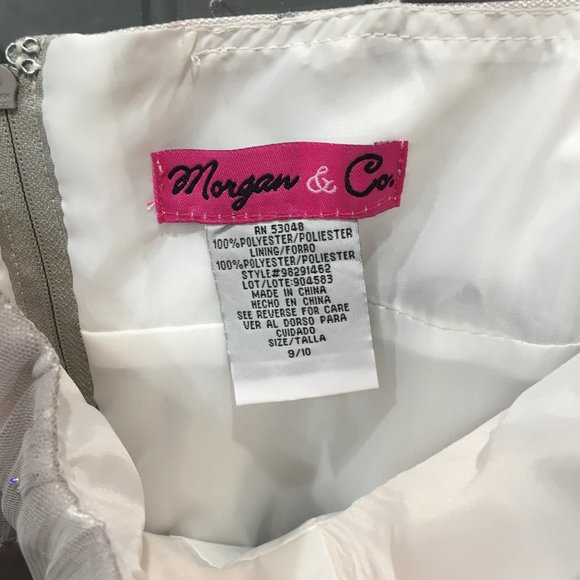 Morgan & Co.
RN 53048
100%POLYESTER/POLIESTER
LINING/FORRO
100%POLYESTER/POLIESTER
STYLE#98291462
LOT/LOTE:904583
MADE IN CHINA
HECHO EN CHINA
SEE REVERSE FOR CARE
VER AL DORSO PARA
CUIDADO
SIZE/TALLA
9/10